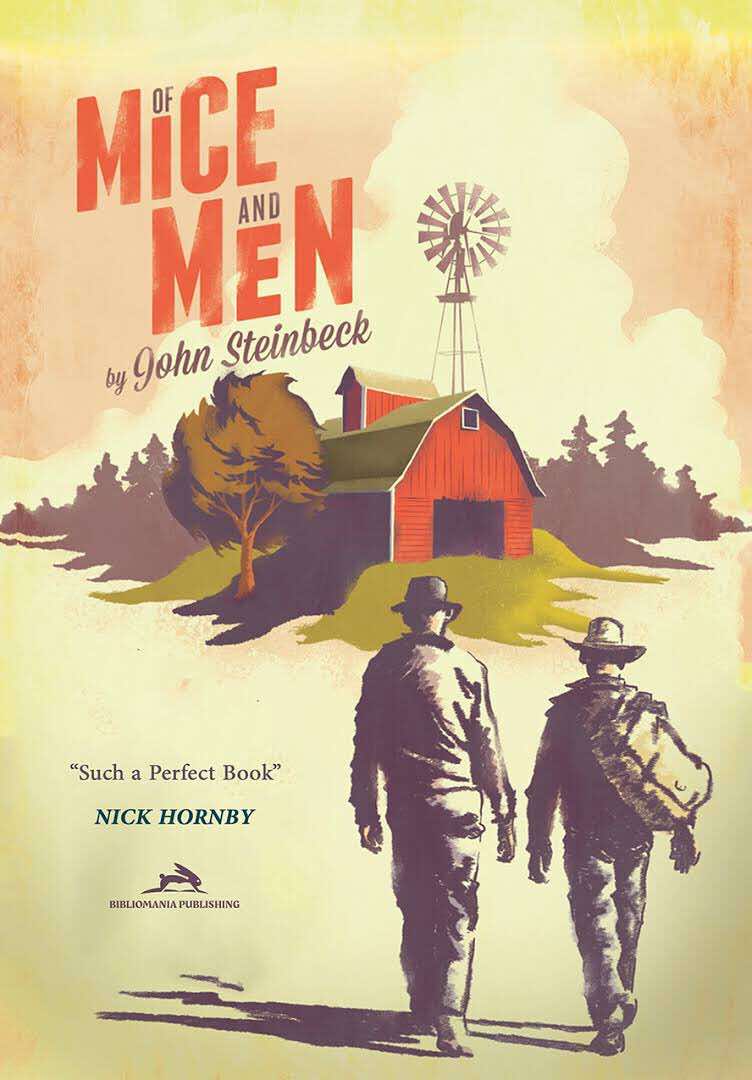 OF
MiCE
AND
MEN
by John Steinbeck
“Such a Perfect Book”
NICK HORNBY
BIBLIOMANIA PUBLISHING